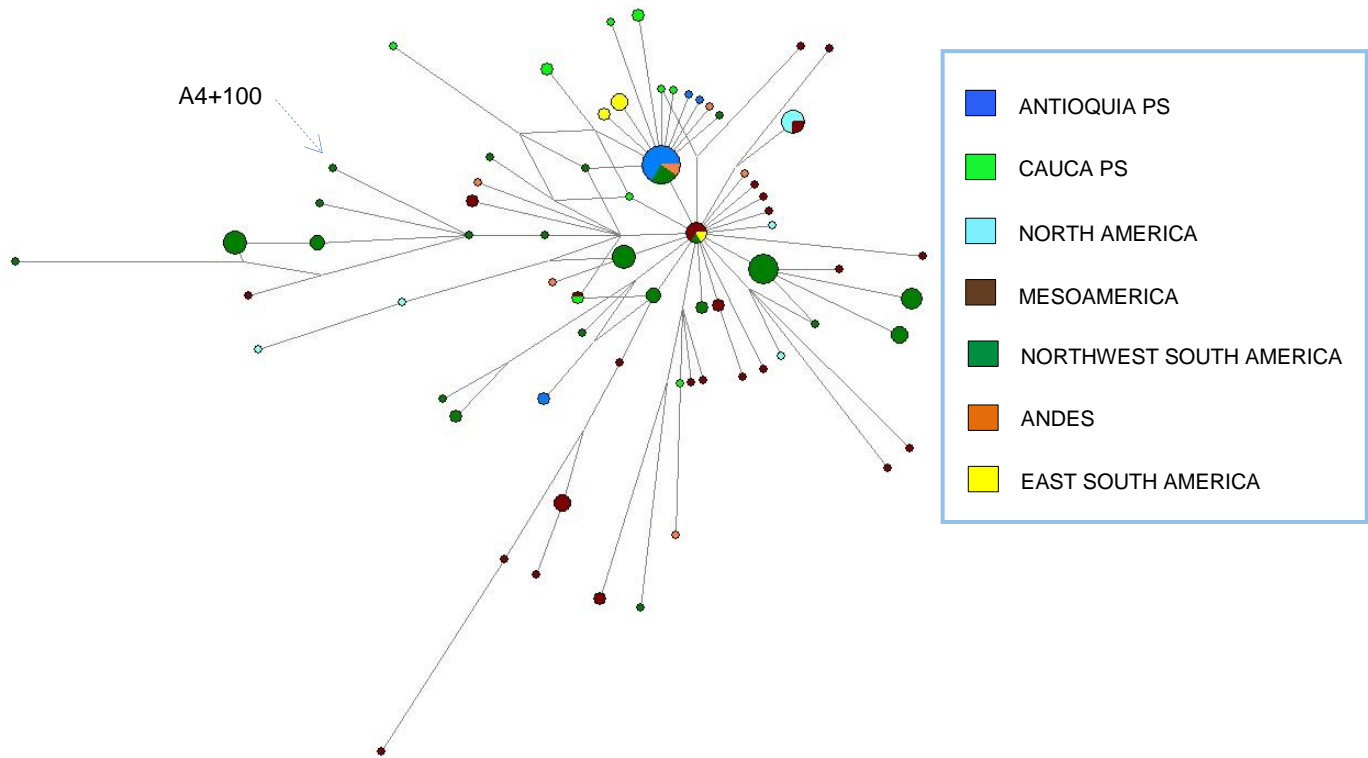 A4+100
ANTIOQUIA PS
CAUCA PS
NORTH AMERICA
MESOAMERICA
NORTHWEST SOUTH AMERICA
ANDES
EAST SOUTH AMERICA